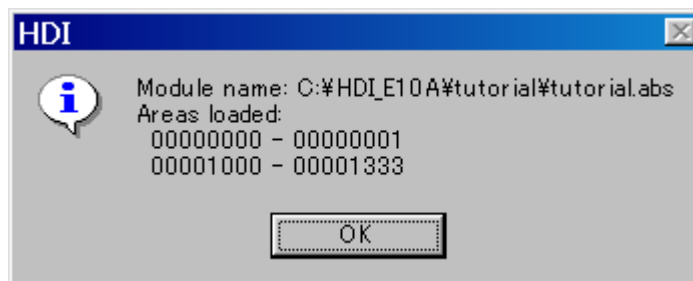 HDI
Module name: C:¥HDI_E10A¥tutorial¥tutorial.abs
Areas loaded:
00000000 - 00000001
00001000 - 00001333
OK